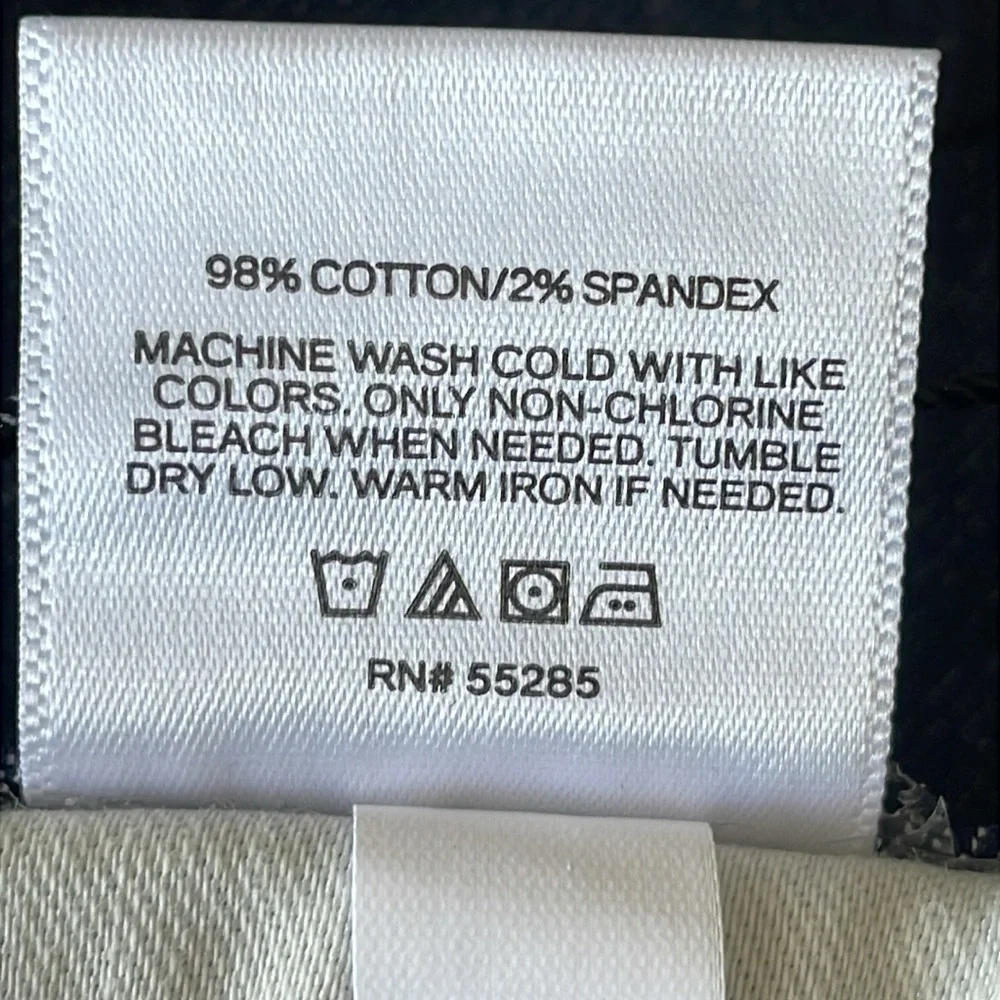 98% COTTON/2% SPANDEX
MACHINE WASH COLD WITH LIKE
COLORS. ONLY NON-CHLORINE
BLEACH WHEN NEEDED. TUMBLE
DRY LOW. WARM IRON IF NEEDED.
RN# 55285